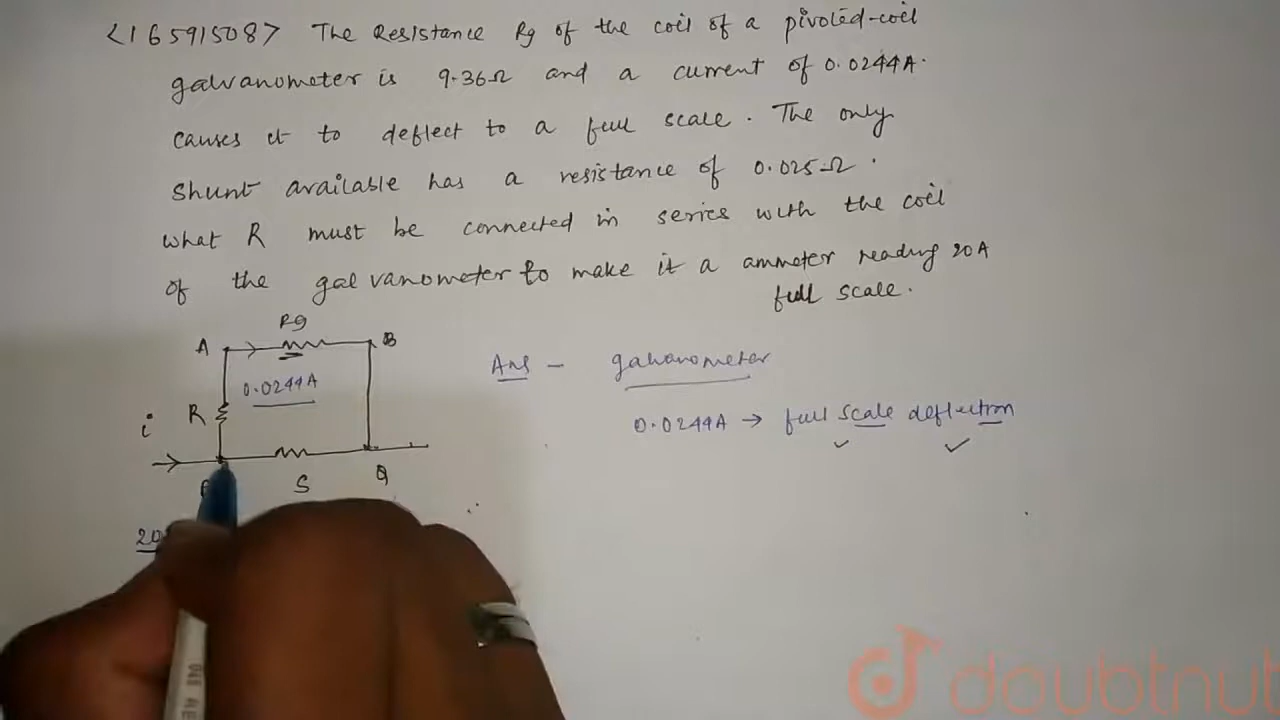 <16591508> The Resistance Rg of the coil of a pivoted-coil
galvanometer is 9.36Ω and a current of 0.0244A.
causes it to deflect to a full scale. The only
shunt available has a resistance of 0.025Ω.
what R must be connected in series with the coil
of the galvanometer to make it a ammeter reading 20A
full scale.
Rg
A
B
0.0244A
R
i
S
Q
20
Ans - galvanometer
0.0244A → full scale deflection
doubtnut